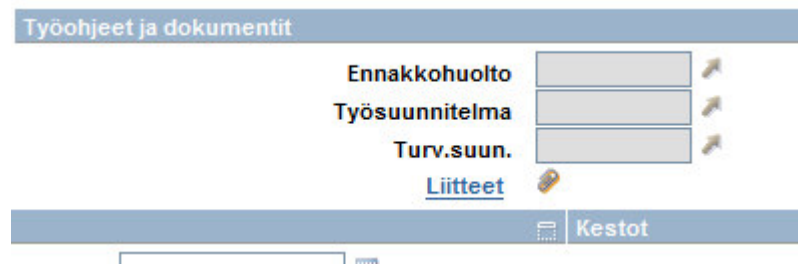 Työohjeet ja dokumentit
Ennakkohuolto
Työsuunnitelma
Turv.suun.
Liitteet
Kestot